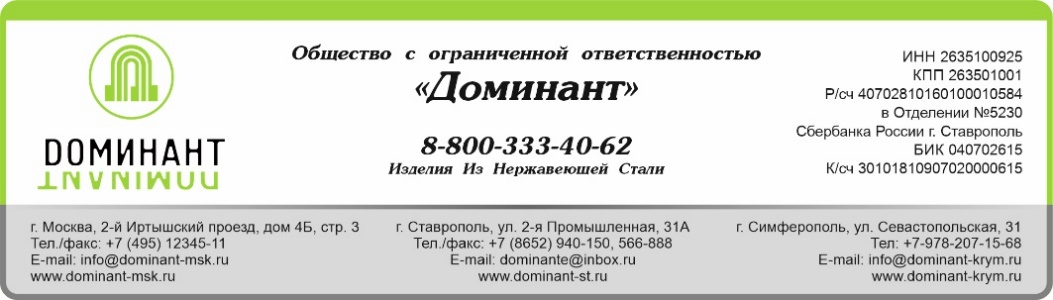 DОМИНАНТ
DOMINANT
Общество с ограниченной ответственностью
«Доминант»
8-800-333-40-62
Изделия Из Нержавеющей Стали
ИНН 2635100925
КПП 263501001
Р/сч 40702810160100010584
в Отделении №5230
Сбербанка России г. Ставрополь
БИК 040702615
К/сч 30101810907020000615
г. Москва, 2-й Иртышский проезд, дом 4Б, стр. 3
Тел./факс: +7 (495) 12345-11
E-mail: info@dominant-msk.ru
www.dominant-msk.ru
г. Ставрополь, ул. 2-я Промышленная, 31А
Тел./факс: +7 (8652) 940-150, 566-888
E-mail: dominante@inbox.ru
www.dominant-st.ru
г. Симферополь, ул. Севастопольская, 31
Тел: +7-978-207-15-68
E-mail: info@dominant-krym.ru
www.dominant-krym.ru